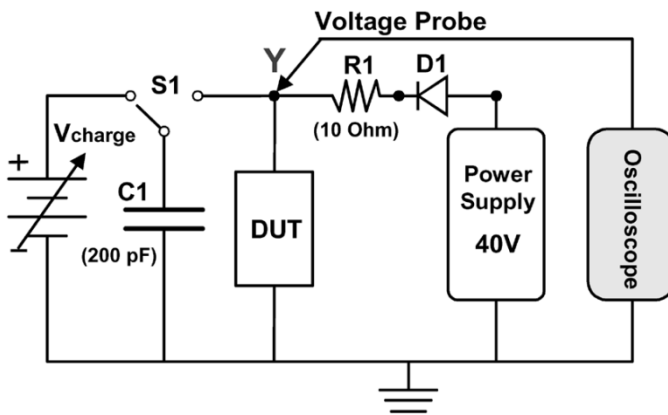 Voltage Probe
Y
R1
D1
S1
(10 Ohm)
Vcharge
+
C1
(200 pF)
DUT
Power
Supply
40V
Oscilloscope